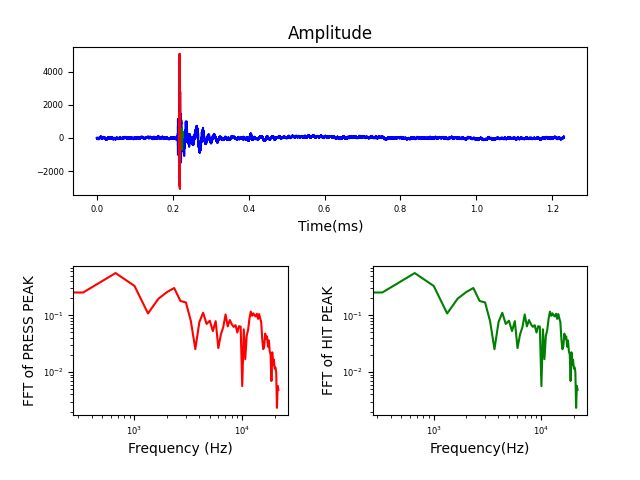 Amplitude
4000
2000
0
−2000
0.0 0.2 0.4 0.6 0.8 1.0 1.2
Time(ms)
FFT of PRESS PEAK
10⁻¹
10⁻²
10³ 10⁴
Frequency (Hz)
FFT of HIT PEAK
10⁻¹
10⁻²
10³ 10⁴
Frequency(Hz)